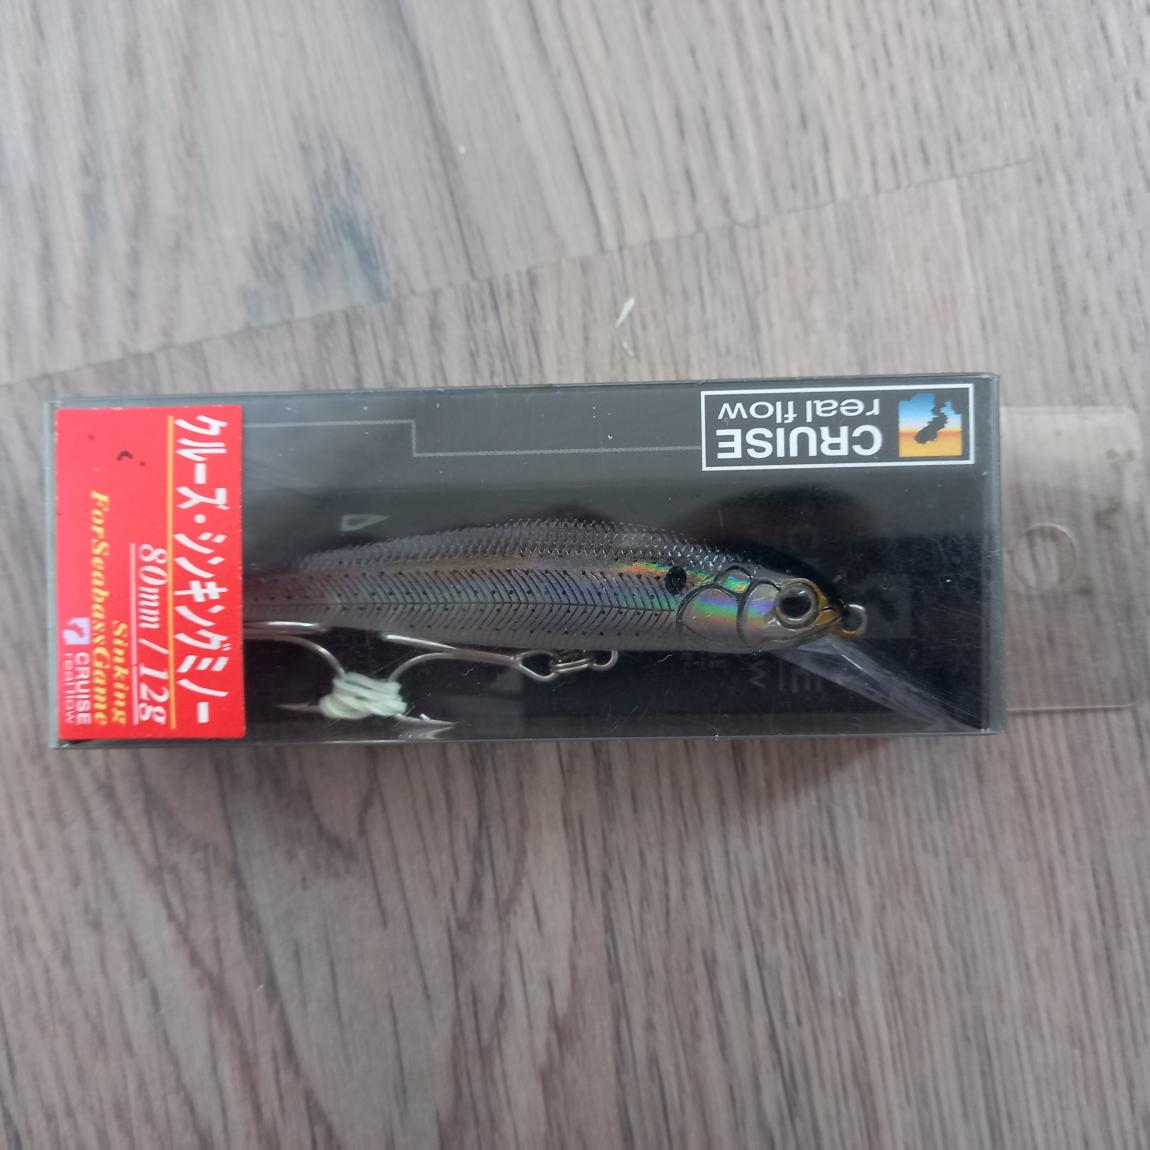 CRUISE
real flow
クルーズ・シンキングミノー
80mm / 12g
Sinking
For Seabass Game
CRUISE
real flow